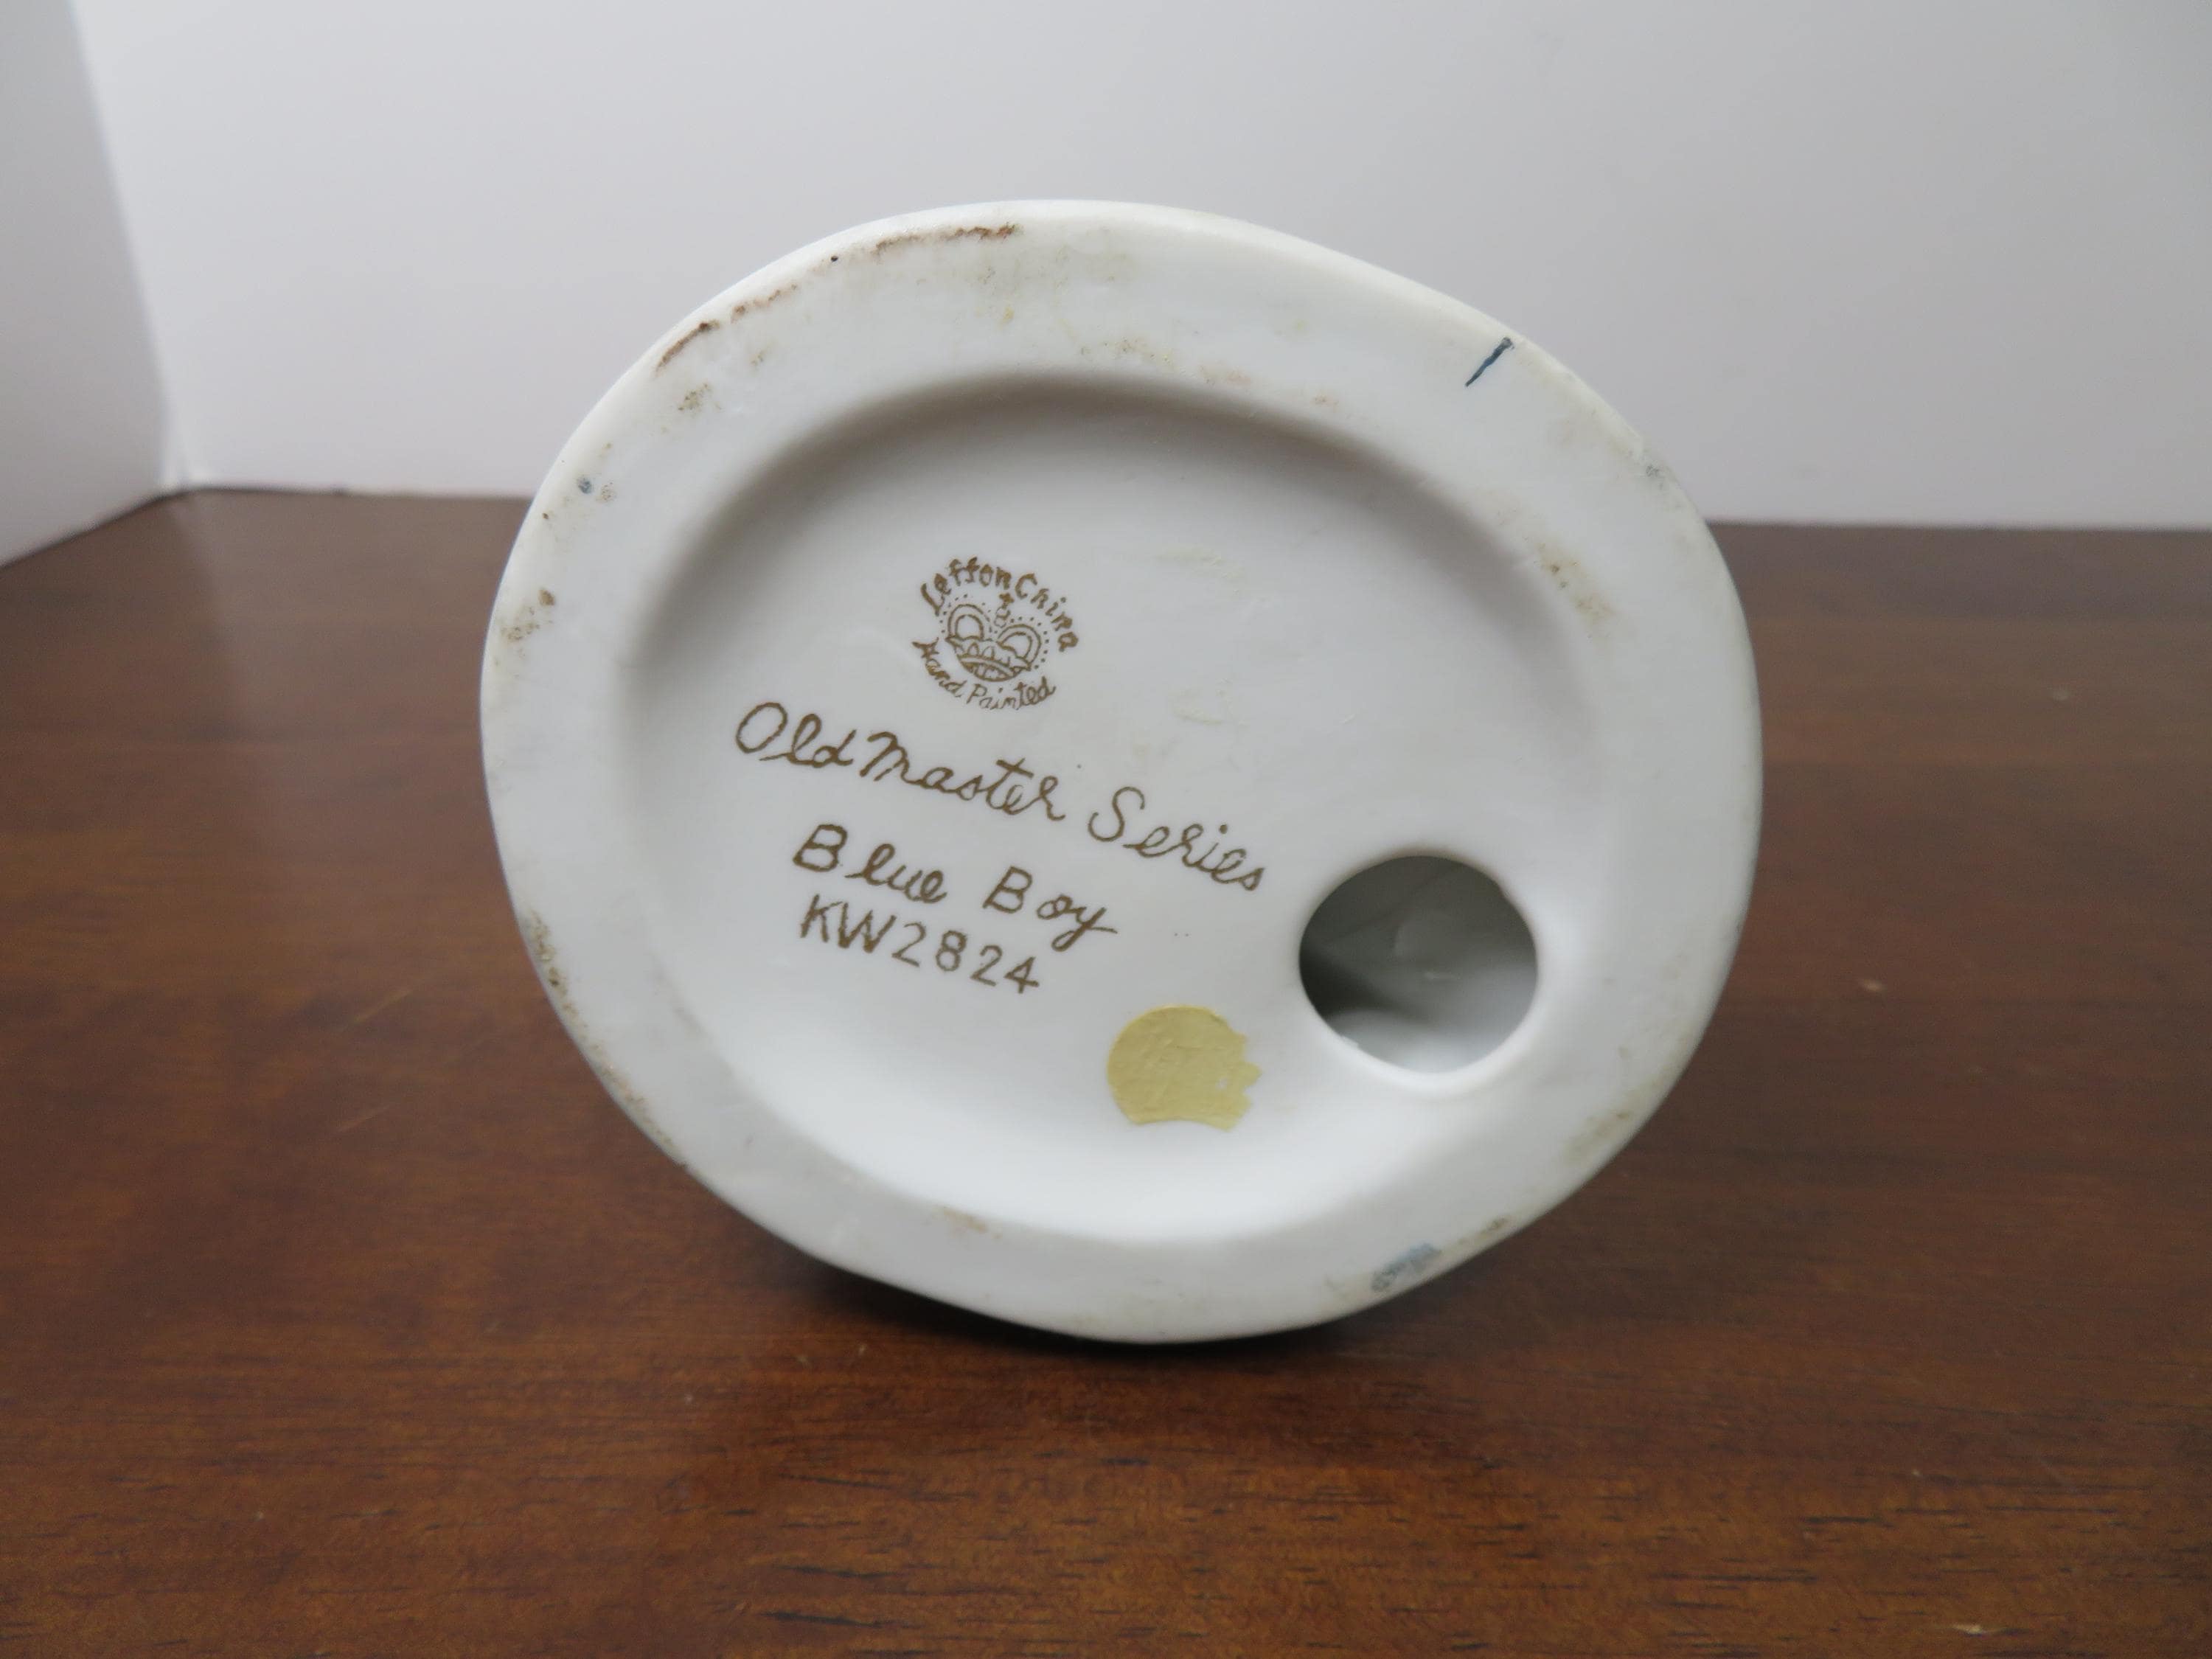 Lefton China
Hand Painted
Old Master Series
Blue Boy
KW2824